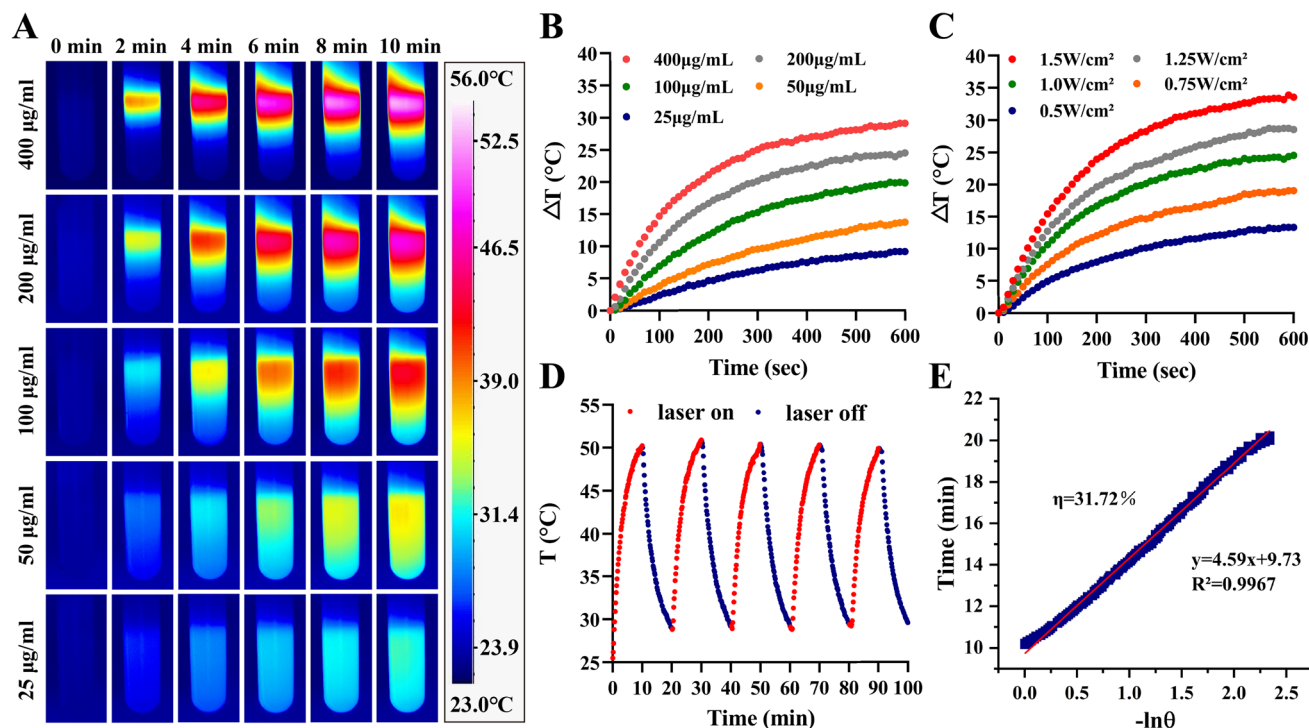 A
0 min 2 min 4 min 6 min 8 min 10 min
400 µg/ml
200 µg/ml
100 µg/ml
50 µg/ml
25 µg/ml
56.0°C
52.5
46.5
39.0
31.4
23.9
23.0°C
B
400µg/mL 200µg/mL
100µg/mL 50µg/mL
25µg/mL
ΔT (°C)
40
35
30
25
20
15
10
5
0
0 100 200 300 400 500 600
Time (sec)
C
1.5W/cm² 1.25W/cm²
1.0W/cm² 0.75W/cm²
0.5W/cm²
ΔT (°C)
40
35
30
25
20
15
10
5
0
0 100 200 300 400 500 600
Time (sec)
D
laser on laser off
T (°C)
55
50
45
40
35
30
25
0 10 20 30 40 50 60 70 80 90 100
Time (min)
E
Time (min)
22
20
18
16
14
12
10
η=31.72%
y=4.59x+9.73
R²=0.9967
0.0 0.5 1.0 1.5 2.0 2.5
-lnθ